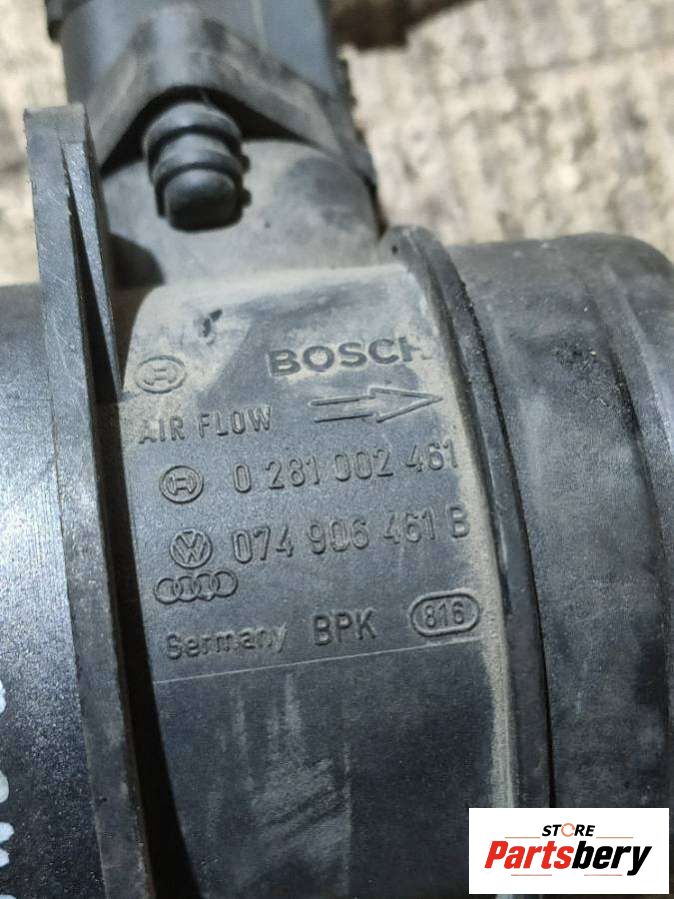 BOSCH
AIR FLOW
0 281 002 461
074 906 461 B
Germany BPK 816
STORE
Partsbery